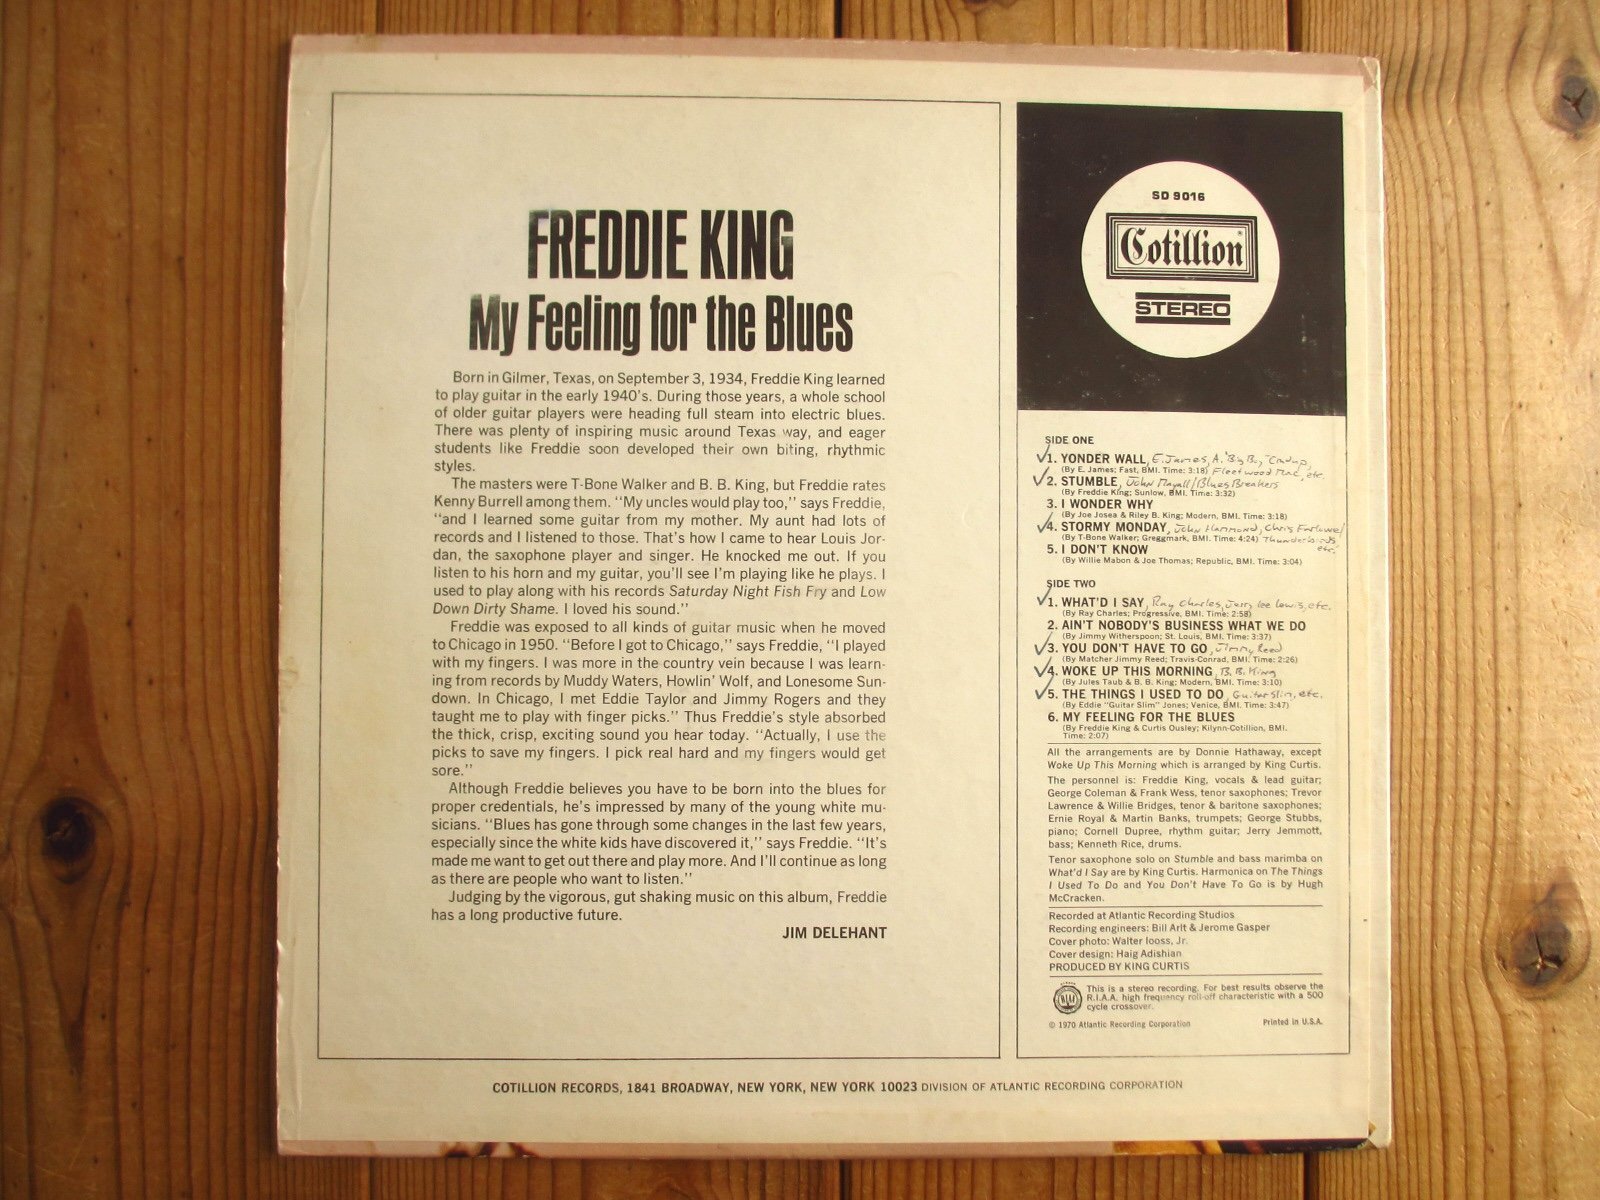 FREDDIE KING
My Feeling for the Blues
Born in Gilmer, Texas, on September 3, 1934, Freddie King learned
to play guitar in the early 1940's. During those years, a whole school
of older guitar players were heading full steam into electric blues.
There was plenty of inspiring music around Texas way, and eager
students like Freddie soon developed their own biting, rhythmic
styles.
The masters were T-Bone Walker and B. B. King, but Freddie rates
Kenny Burrell among them. "My uncles would play too," says Freddie,
"and I learned some guitar from my mother. My aunt had lots of
records and I listened to those. That's how I came to hear Louis Jor-
dan, the saxophone player and singer. He knocked me out. If you
listen to his horn and my guitar, you'll see I'm playing like he plays. I
used to play along with his records Saturday Night Fish Fry and Low
Down Dirty Shame. I loved his sound."
Freddie was exposed to all kinds of guitar music when he moved
to Chicago in 1950. "Before I got to Chicago," says Freddie, "I played
with my fingers. I was more in the country vein because I was learn-
ing from records by Muddy Waters, Howlin' Wolf, and Lonesome Sun-
down. In Chicago, I met Eddie Taylor and Jimmy Rogers and they
taught me to play with finger picks." Thus Freddie's style absorbed
the thick, crisp, exciting sound you hear today. "Actually, I use the
picks to save my fingers. I pick real hard and my fingers would get
sore."
Although Freddie believes you have to be born into the blues for
proper credentials, he's impressed by many of the young white mu-
sicians. "Blues has gone through some changes in the last few years,
especially since the white kids have discovered it," says Freddie. "It's
made me want to get out there and play more. And I'll continue as long
as there are people who want to listen."
Judging by the vigorous, gut shaking music on this album, Freddie
has a long productive future.
JIM DELEHANT
SD 9016
Cotillion®
STEREO
SIDE ONE
1. YONDER WALL, E. James, A. "Big Boy" Crudup,
(By E. James; Fast, BMI. Time: 3:18) Fleetwood Mac, etc.
2. STUMBLE, John Mayall/Blues Breakers
(By Freddie King; Sunlow, BMI. Time: 3:32)
3. I WONDER WHY
(By Joe Josea & Riley B. King; Modern, BMI. Time: 3:18)
4. STORMY MONDAY, John Hammond, Chris Farlowe/
(By T-Bone Walker; Greggmark, BMI. Time: 4:24) Thunderbirds, etc.
5. I DON'T KNOW
(By Willie Mabon & Joe Thomas; Republic, BMI. Time: 3:04)
SIDE TWO
1. WHAT'D I SAY, Ray Charles, Jerry Lee Lewis, etc.
(By Ray Charles; Progressive, BMI. Time: 2:58)
2. AIN'T NOBODY'S BUSINESS WHAT WE DO
(By Jimmy Witherspoon; St. Louis, BMI. Time: 3:37)
3. YOU DON'T HAVE TO GO, Jimmy Reed
(By Matcher Jimmy Reed; Travis-Conrad, BMI. Time: 2:26)
4. WOKE UP THIS MORNING, B. B. King
(By Jules Taub & B. B. King; Modern, BMI. Time: 3:10)
5. THE THINGS I USED TO DO, Guitar Slim, etc.
(By Eddie "Guitar Slim" Jones; Venice, BMI. Time: 3:47)
6. MY FEELING FOR THE BLUES
(By Freddie King & Curtis Ousley; Kilynn-Cotillion, BMI.
Time: 2:07)
All the arrangements are by Donnie Hathaway, except
Woke Up This Morning which is arranged by King Curtis.
The personnel is: Freddie King, vocals & lead guitar;
George Coleman & Frank Wess, tenor saxophones; Trevor
Lawrence & Willie Bridges, tenor & baritone saxophones;
Ernie Royal & Martin Banks, trumpets; George Stubbs,
piano; Cornell Dupree, rhythm guitar; Jerry Jemmott,
bass; Kenneth Rice, drums.
Tenor saxophone solo on Stumble and bass marimba on
What'd I Say are by King Curtis. Harmonica on The Things
I Used To Do and You Don't Have To Go is by Hugh
McCracken.
Recorded at Atlantic Recording Studios
Recording engineers: Bill Arlt & Jerome Gasper
Cover photo: Walter Iooss, Jr.
Cover design: Haig Adishian
PRODUCED BY KING CURTIS
RIAA
This is a stereo recording. For best results observe the
R.I.A.A. high frequency roll-off characteristic with a 500
cycle crossover.
© 1970 Atlantic Recording Corporation Printed in U.S.A.
COTILLION RECORDS, 1841 BROADWAY, NEW YORK, NEW YORK 10023 DIVISION OF ATLANTIC RECORDING CORPORATION